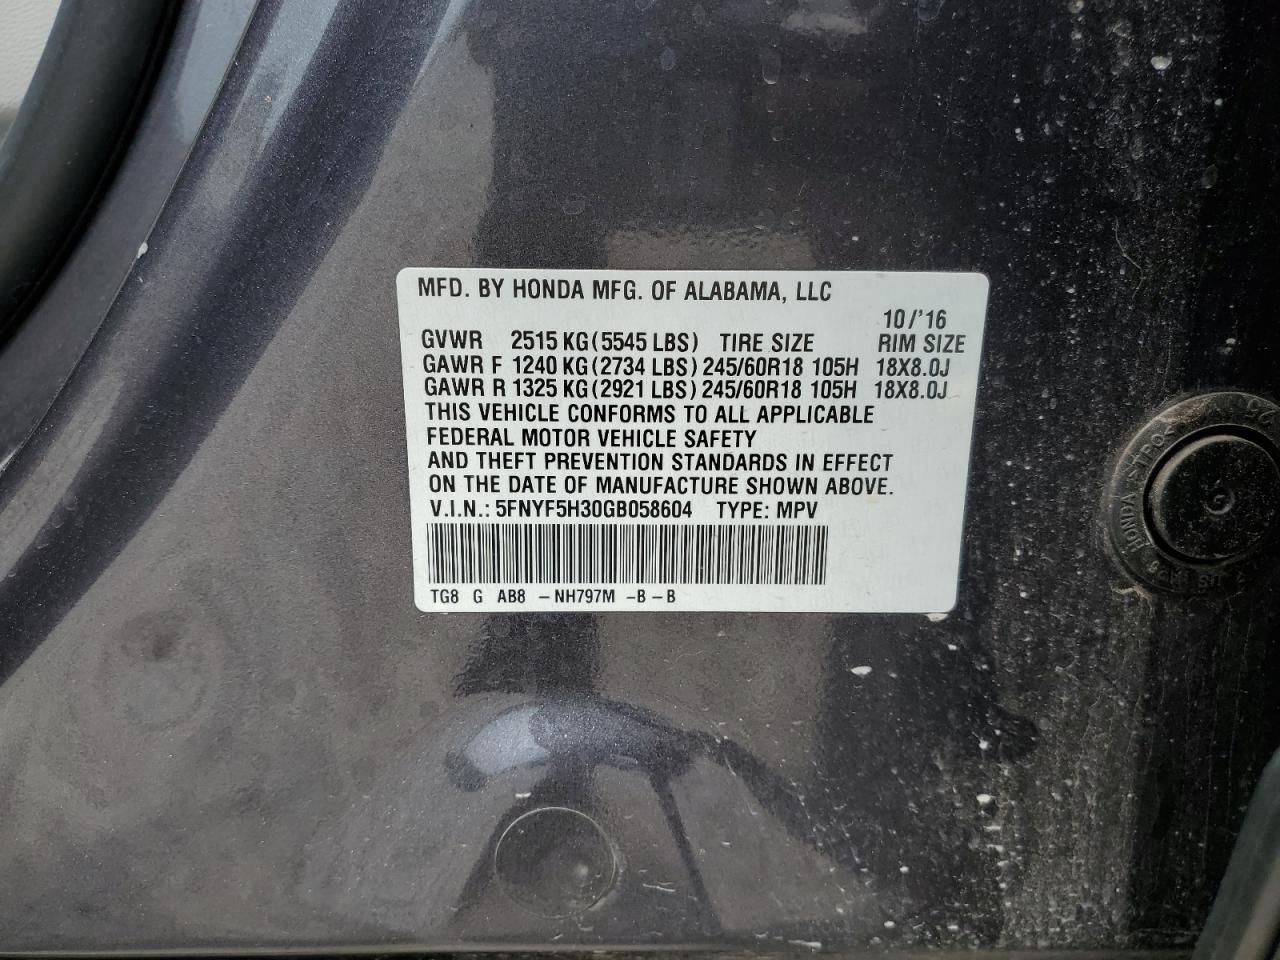 MFD. BY HONDA MFG. OF ALABAMA, LLC
10/'16
GVWR 2515 KG (5545 LBS) TIRE SIZE RIM SIZE
GAWR F 1240 KG (2734 LBS) 245/60R18 105H 18X8.0J
GAWR R 1325 KG (2921 LBS) 245/60R18 105H 18X8.0J
THIS VEHICLE CONFORMS TO ALL APPLICABLE
FEDERAL MOTOR VEHICLE SAFETY
AND THEFT PREVENTION STANDARDS IN EFFECT
ON THE DATE OF MANUFACTURE SHOWN ABOVE.
V.I.N.: 5FNYF5H30GB058604 TYPE: MPV
TG8 G AB8 - NH797M -B - B
HONDA